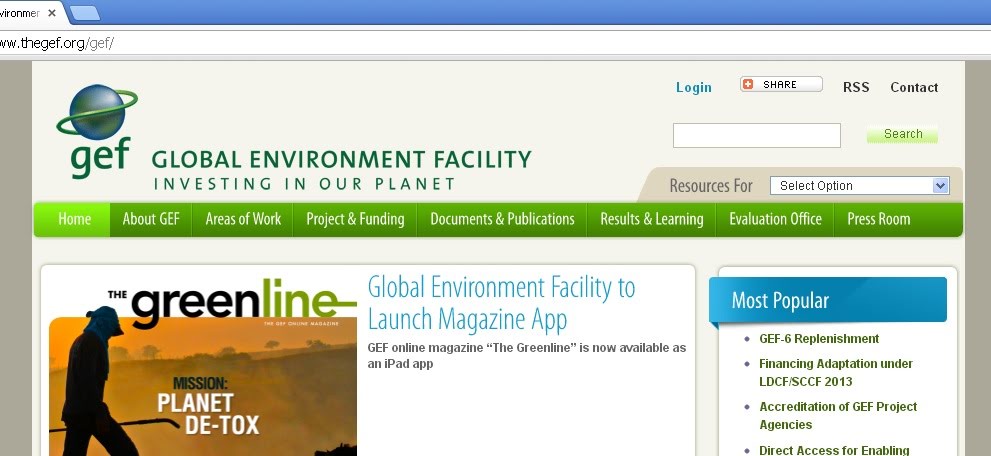 vironmer
ww.thegef.org/gef/
Login
SHARE
RSS
Contact
gef
GLOBAL ENVIRONMENT FACILITY
INVESTING IN OUR PLANET
Search
Resources For
Select Option
Home
About GEF
Areas of Work
Project & Funding
Documents & Publications
Results & Learning
Evaluation Office
Press Room
THE greenline
THE GEF ONLINE MAGAZINE
MISSION:
PLANET
DE-TOX
Global Environment Facility to
Launch Magazine App
GEF online magazine “The Greenline” is now available as
an iPad app
Most Popular
GEF-6 Replenishment
Financing Adaptation under
LDCF/SCCF 2013
Accreditation of GEF Project
Agencies
Direct Access for Enabling